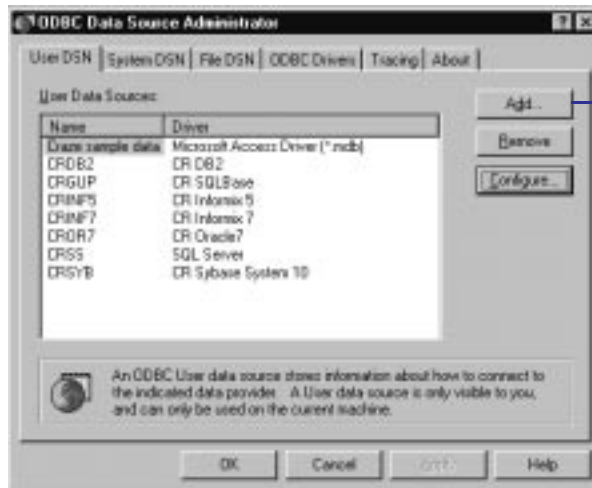 ODBC Data Source Administrator
User DSN System DSN File DSN ODBC Drivers Tracing About
User Data Sources:
Add...
Name Driver
Remove
Craze sample data Microsoft Access Driver (*.mdb)
CRDB2 CR DB2
Configure...
CRGUP CR SQLBase
CRINF5 CR Informix 5
CRINF7 CR Informix 7
CROR7 CR Oracle7
CRSS SQL Server
CRSYB CR Sybase System 10
An ODBC User data source stores information about how to connect to
the indicated data provider. A User data source is only visible to you,
and can only be used on the current machine.
OK Cancel Help